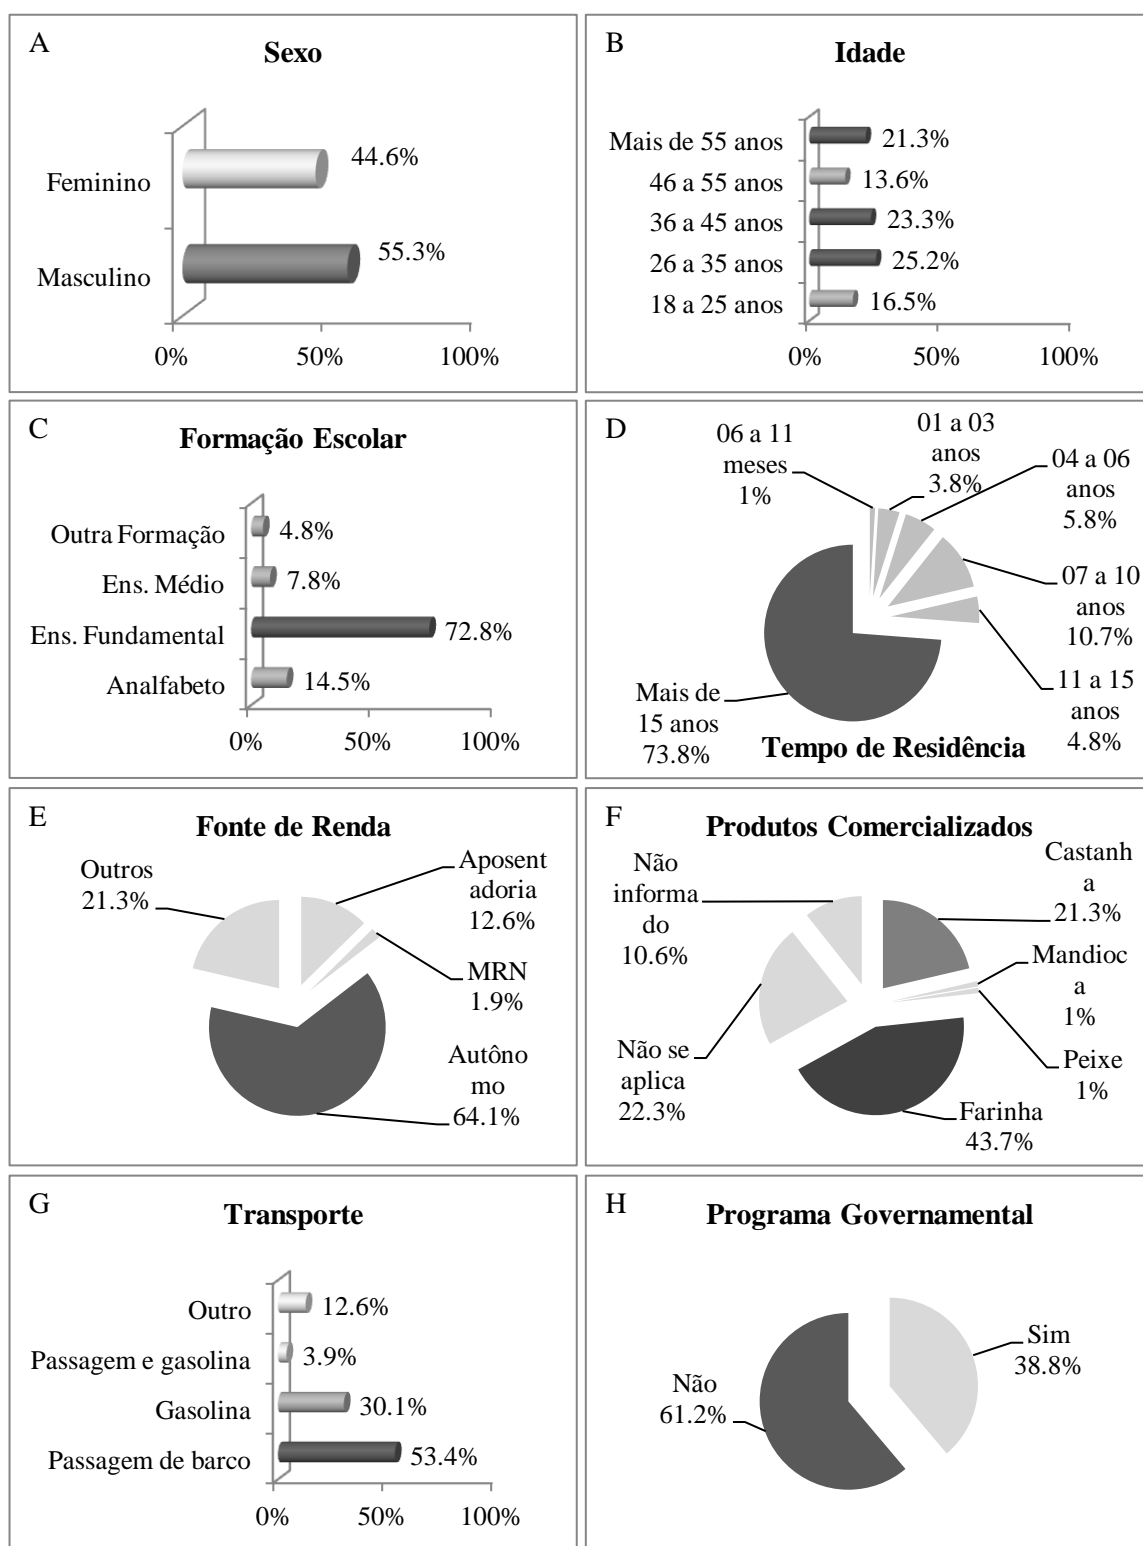 A
Sexo
Feminino
44.6%
Masculino
55.3%
0%
50%
100%
B
Idade
Mais de 55 anos
21.3%
46 a 55 anos
13.6%
36 a 45 anos
23.3%
26 a 35 anos
25.2%
18 a 25 anos
16.5%
0%
50%
100%
C
Formação Escolar
Outra Formação
4.8%
Ens. Médio
7.8%
Ens. Fundamental
72.8%
Analfabeto
14.5%
0%
50%
100%
D
06 a 11
meses
1%
01 a 03
anos
3.8%
04 a 06
anos
5.8%
07 a 10
anos
10.7%
11 a 15
anos
4.8%
Mais de
15 anos
73.8%
Tempo de Residência
E
Fonte de Renda
Outros
21.3%
Aposent
adoria
12.6%
MRN
1.9%
Autôno
mo
64.1%
F
Produtos Comercializados
Não
informa
do
10.6%
Castanh
a
21.3%
Mandioc
a
1%
Peixe
1%
Farinha
43.7%
Não se
aplica
22.3%
G
Transporte
Outro
12.6%
Passagem e gasolina
3.9%
Gasolina
30.1%
Passagem de barco
53.4%
0%
50%
100%
H
Programa Governamental
Sim
38.8%
Não
61.2%